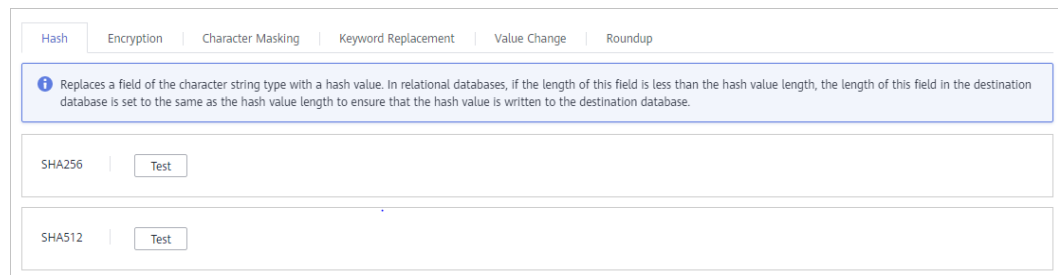 Hash Encryption Character Masking Keyword Replacement Value Change Roundup
Replaces a field of the character string type with a hash value. In relational databases, if the length of this field is less than the hash value length, the length of this field in the destination
database is set to the same as the hash value length to ensure that the hash value is written to the destination database.
SHA256 Test
SHA512 Test